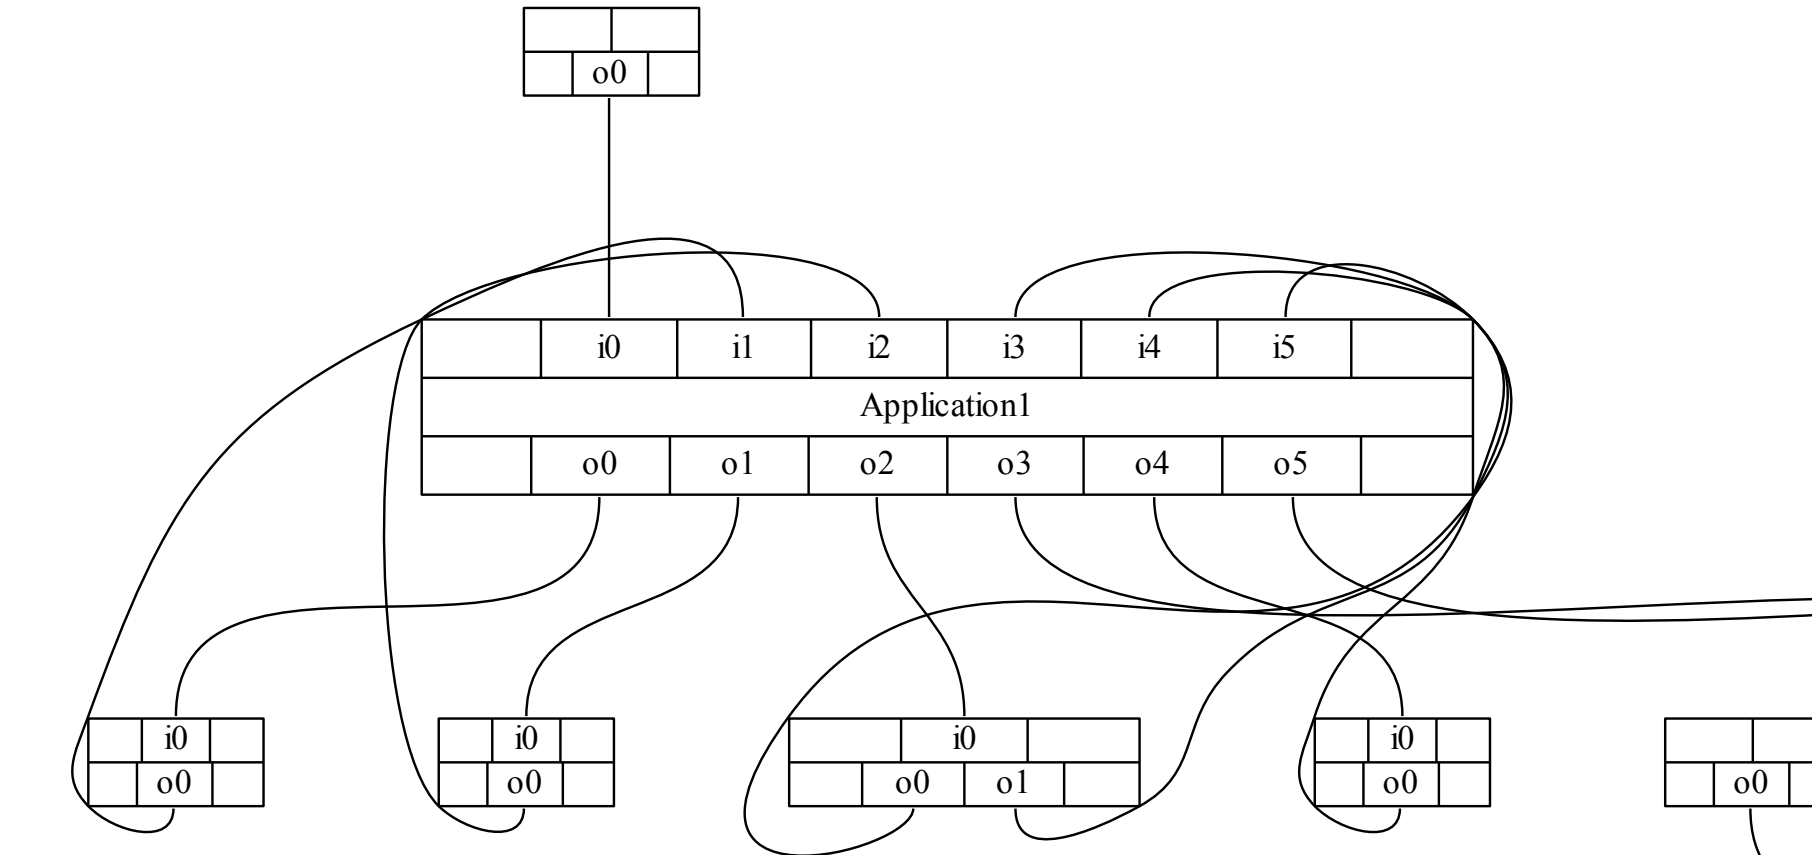 o0
i0 i1 i2 i3 i4 i5
Application1
o0 o1 o2 o3 o4 o5
i0 i0 i0 i0
o0 o0 o0 o1 o0 o0